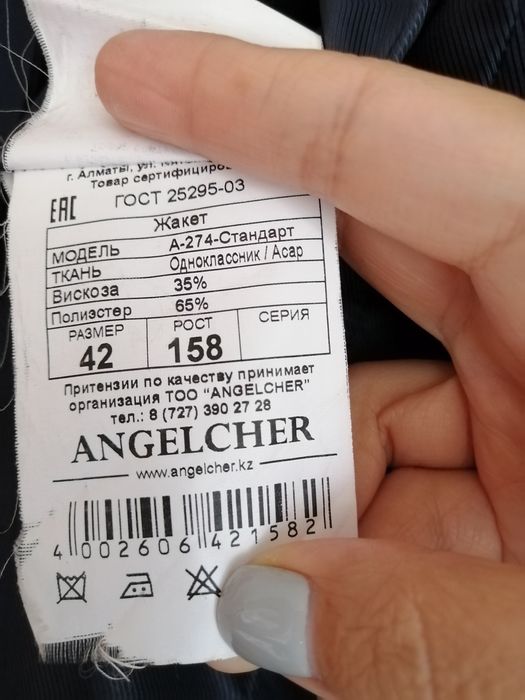 г. Алматы, ул.
Товар сертифициро
EAC ГОСТ 25295-03
Жакет
МОДЕЛЬ А-274-Стандарт
ТКАНЬ Одноклассник / Асар
Вискоза 35%
Полиэстер 65%
РАЗМЕР РОСТ СЕРИЯ
42 158
Притензии по качеству принимает
организация ТОО "ANGELCHER"
тел.: 8 (727) 390 27 28
ANGELCHER
www.angelcher.kz
4 002606 421582